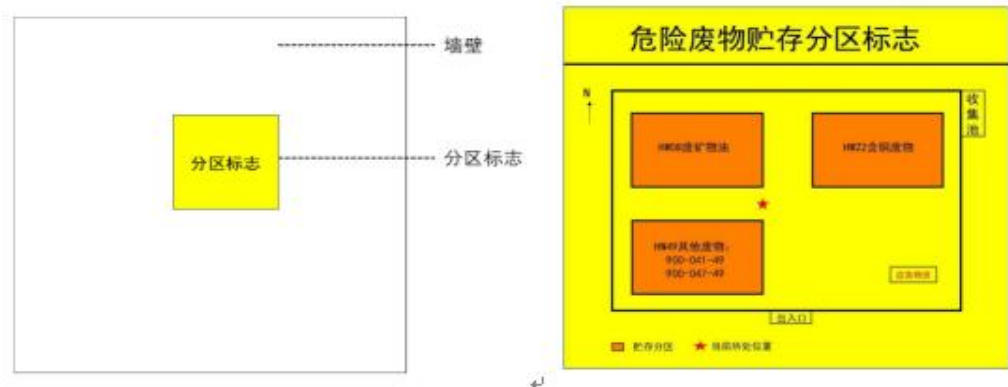 墙壁
分区标志
分区标志
危险废物贮存分区标志
N
收集池
HW08废矿物油
HW22含铜废物
HW49其他废物:
900-041-49
900-047-49
应急物资
出入口
贮存分区
当前所处位置